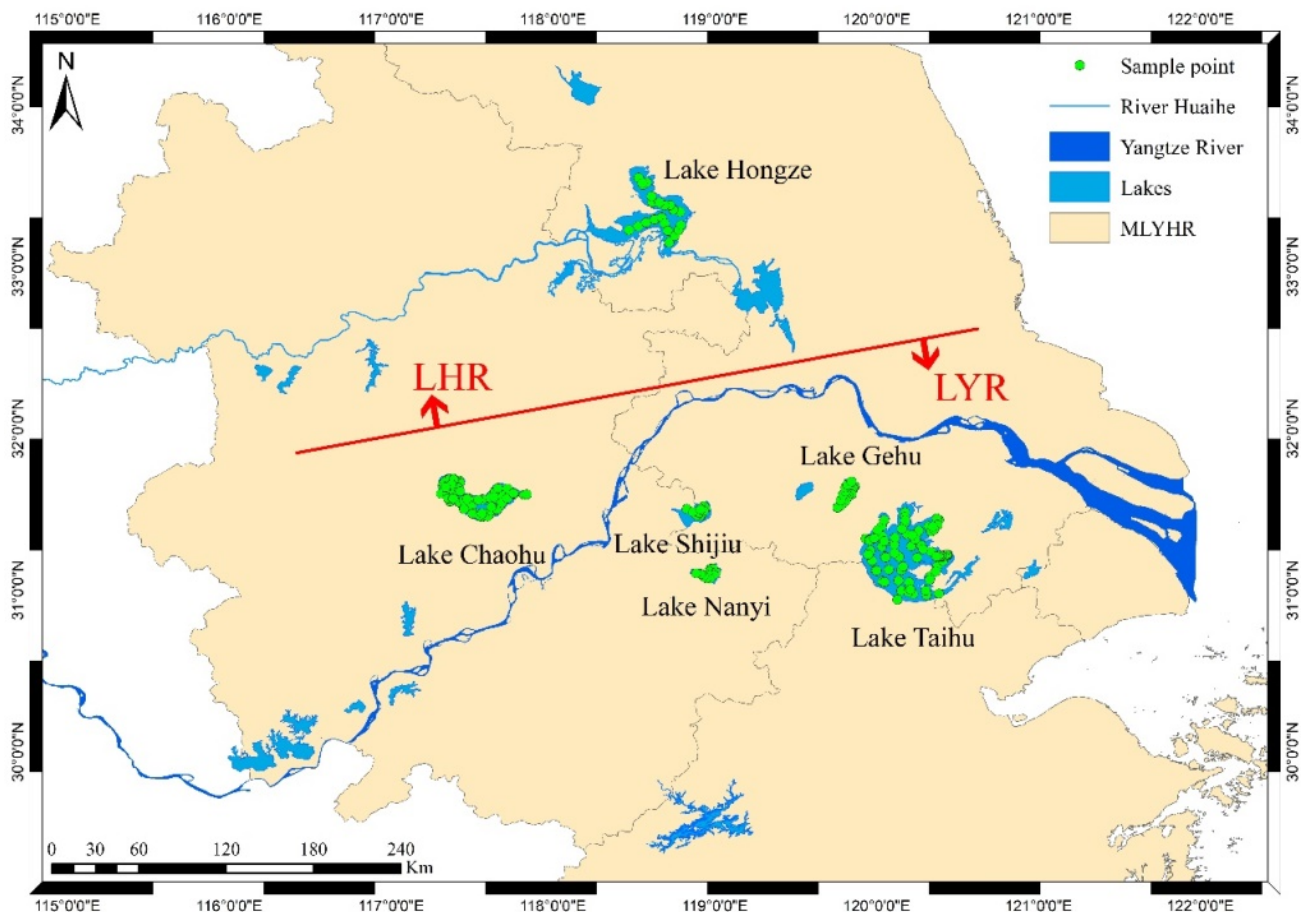 115°0'0"E 116°0'0"E 117°0'0"E 118°0'0"E 119°0'0"E 120°0'0"E 121°0'0"E 122°0'0"E
N
Sample point
River Huaihe
Yangtze River
Lakes
MLYHR
34°0'0"N
34°0'0"N
Lake Hongze
33°0'0"N
33°0'0"N
LHR
LYR
32°0'0"N
32°0'0"N
Lake Gehu
Lake Chaohu
Lake Shijiu
31°0'0"N
31°0'0"N
Lake Nanyi
Lake Taihu
30°0'0"N
30°0'0"N
0 30 60 120 180 240
Km
115°0'0"E 116°0'0"E 117°0'0"E 118°0'0"E 119°0'0"E 120°0'0"E 121°0'0"E 122°0'0"E